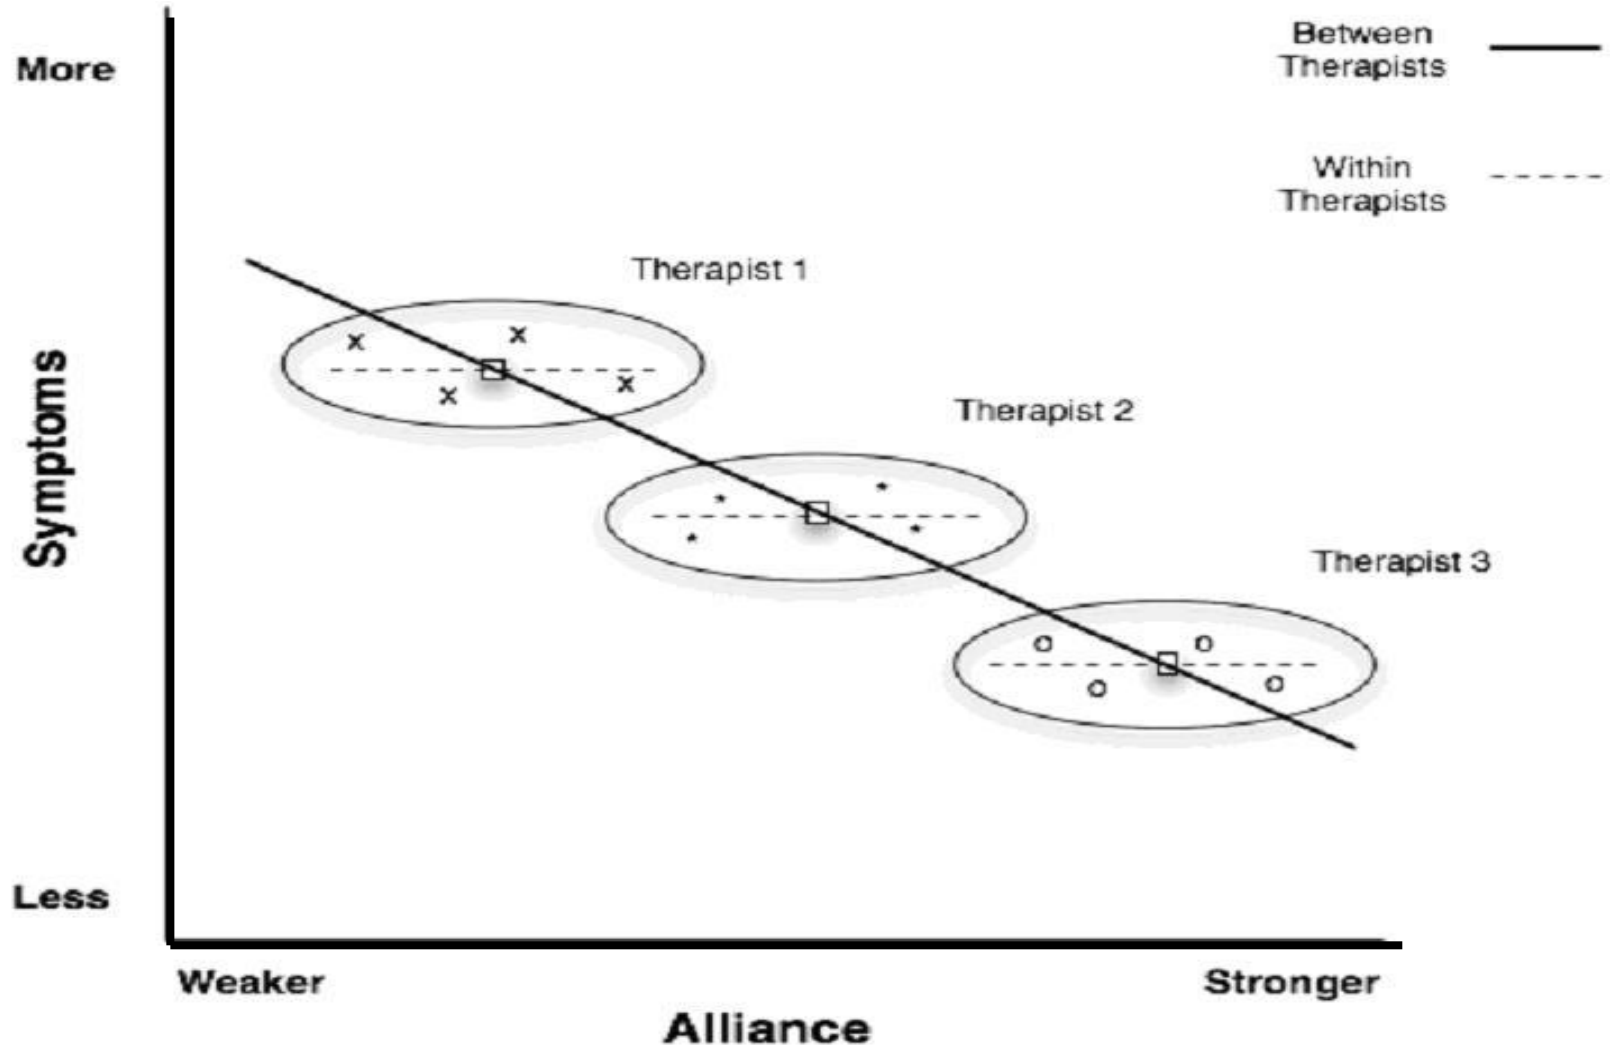 More
Between
Therapists
Within
Therapists
Therapist 1
Therapist 2
Therapist 3
Symptoms
Less
Weaker
Stronger
Alliance